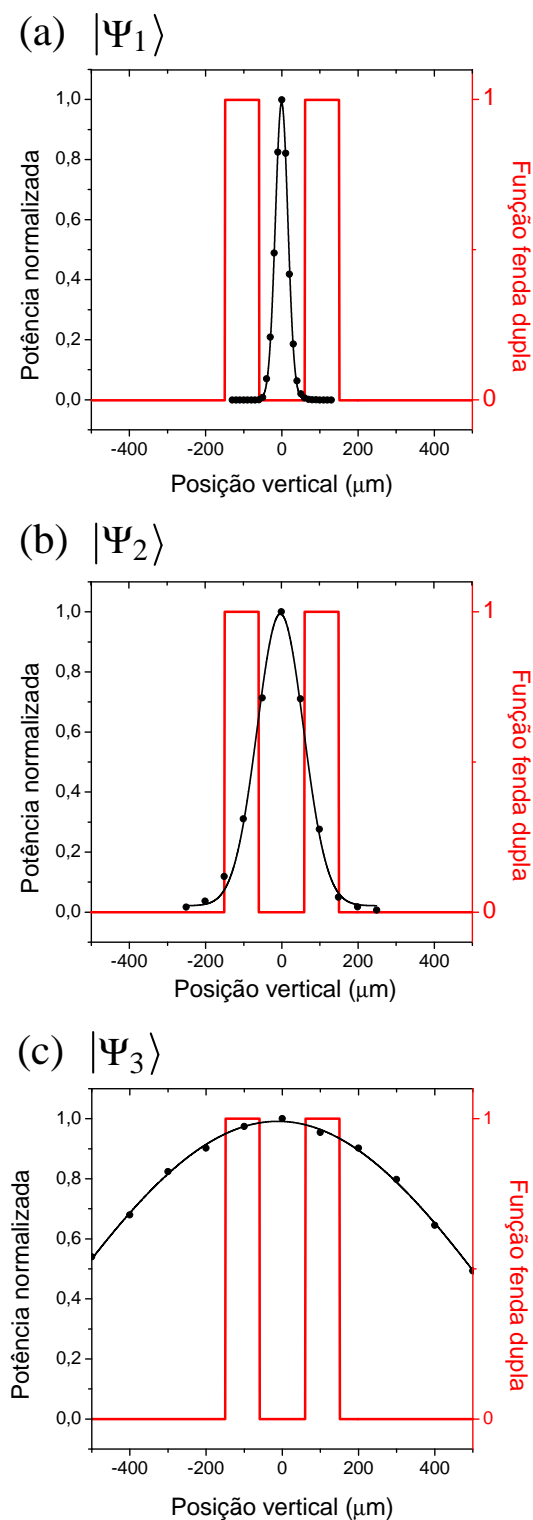 (a) |Ψ₁⟩
1,0
0,8
0,6
0,4
0,2
0,0
Potência normalizada
1
0
Função fenda dupla
-400 -200 0 200 400
Posição vertical (μm)
(b) |Ψ₂⟩
1,0
0,8
0,6
0,4
0,2
0,0
Potência normalizada
1
0
Função fenda dupla
-400 -200 0 200 400
Posição vertical (μm)
(c) |Ψ₃⟩
1,0
0,8
0,6
0,4
0,2
0,0
Potência normalizada
1
0
Função fenda dupla
-400 -200 0 200 400
Posição vertical (μm)